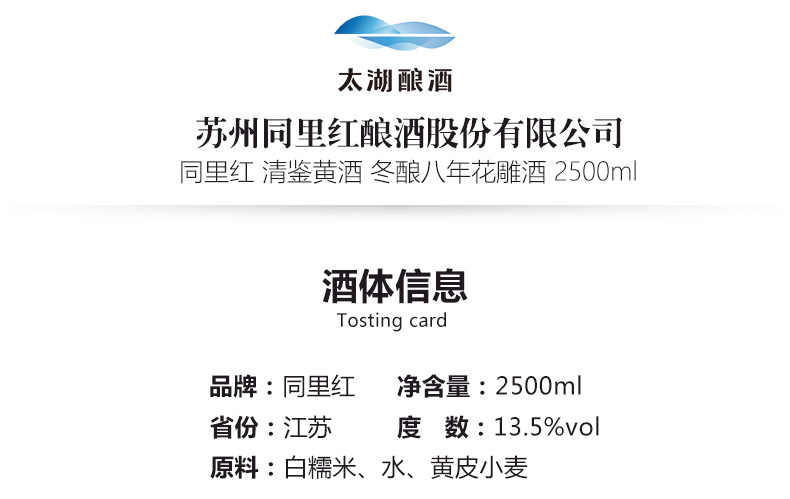 太湖酿酒
苏州同里红酿酒股份有限公司
同里红 清鉴黄酒 冬酿八年花雕酒 2500ml
酒体信息
Tosting card
品牌：同里红 净含量：2500ml
省份：江苏 度 数：13.5%vol
原料：白糯米、水、黄皮小麦